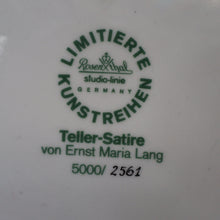 LIMITIERTE
Rosenthal
studio-linie
GERMANY
KUNSTREIHEN
Teller-Satire
von Ernst Maria Lang
5000/ 2561